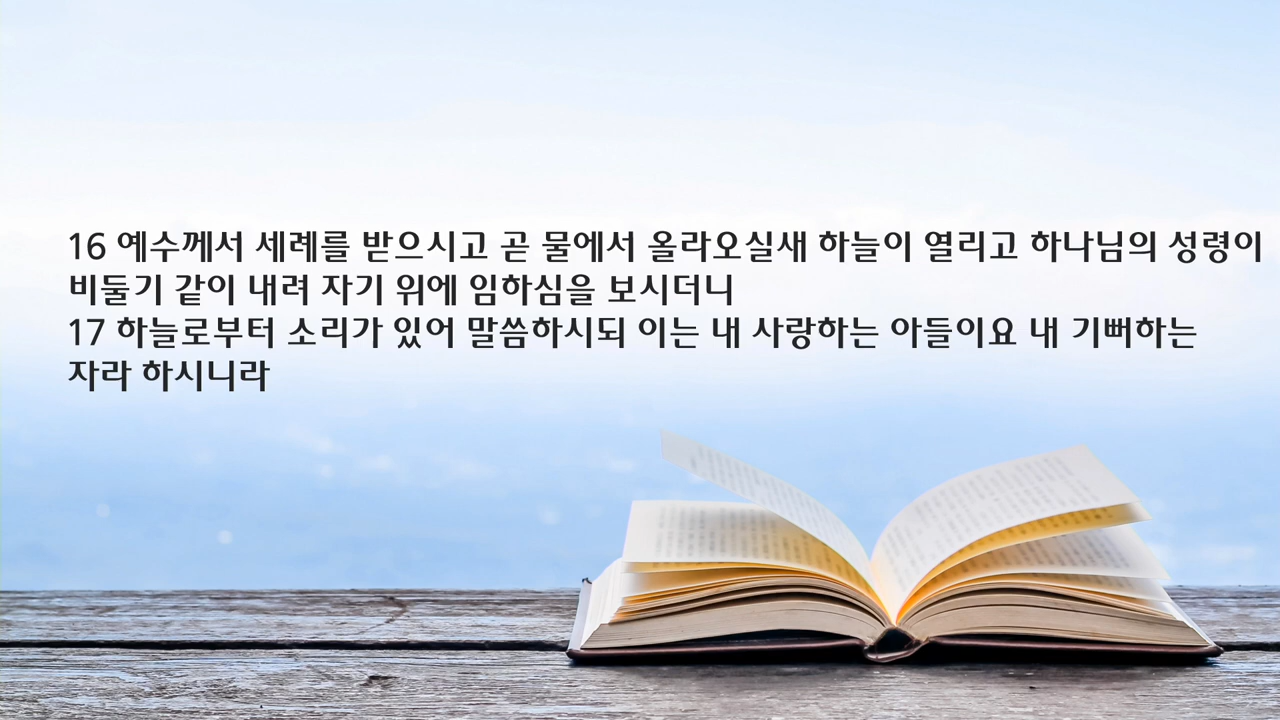 16 예수께서 세례를 받으시고 곧 물에서 올라오실새 하늘이 열리고 하나님의 성령이
비둘기 같이 내려 자기 위에 임하심을 보시더니
17 하늘로부터 소리가 있어 말씀하시되 이는 내 사랑하는 아들이요 내 기뻐하는
자라 하시니라